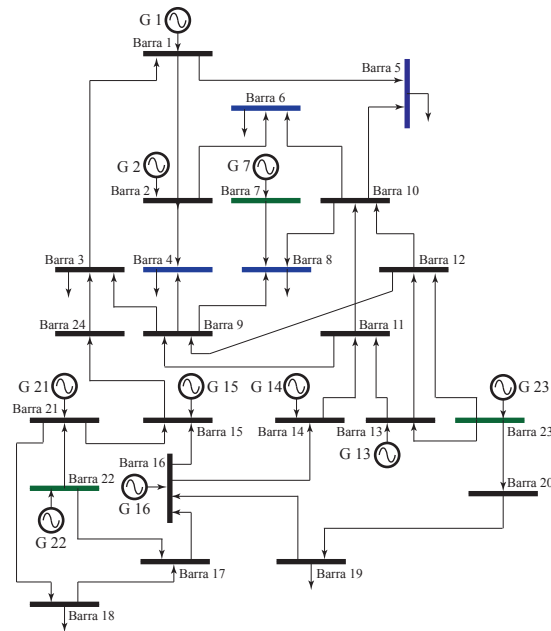 G 1
Barra 1
Barra 5
Barra 6
G 2
G 7
Barra 2
Barra 7
Barra 10
Barra 3
Barra 4
Barra 8
Barra 12
24
Barra 9
Barra 11
G 21
G 15
G 14
G 23
Barra 21
Barra 15
Barra 14
Barra 13
Barra 23
G 13
Barra 16
Barra 22
G 16
Barra 20
G 22
Barra 17
Barra 19
Barra 18